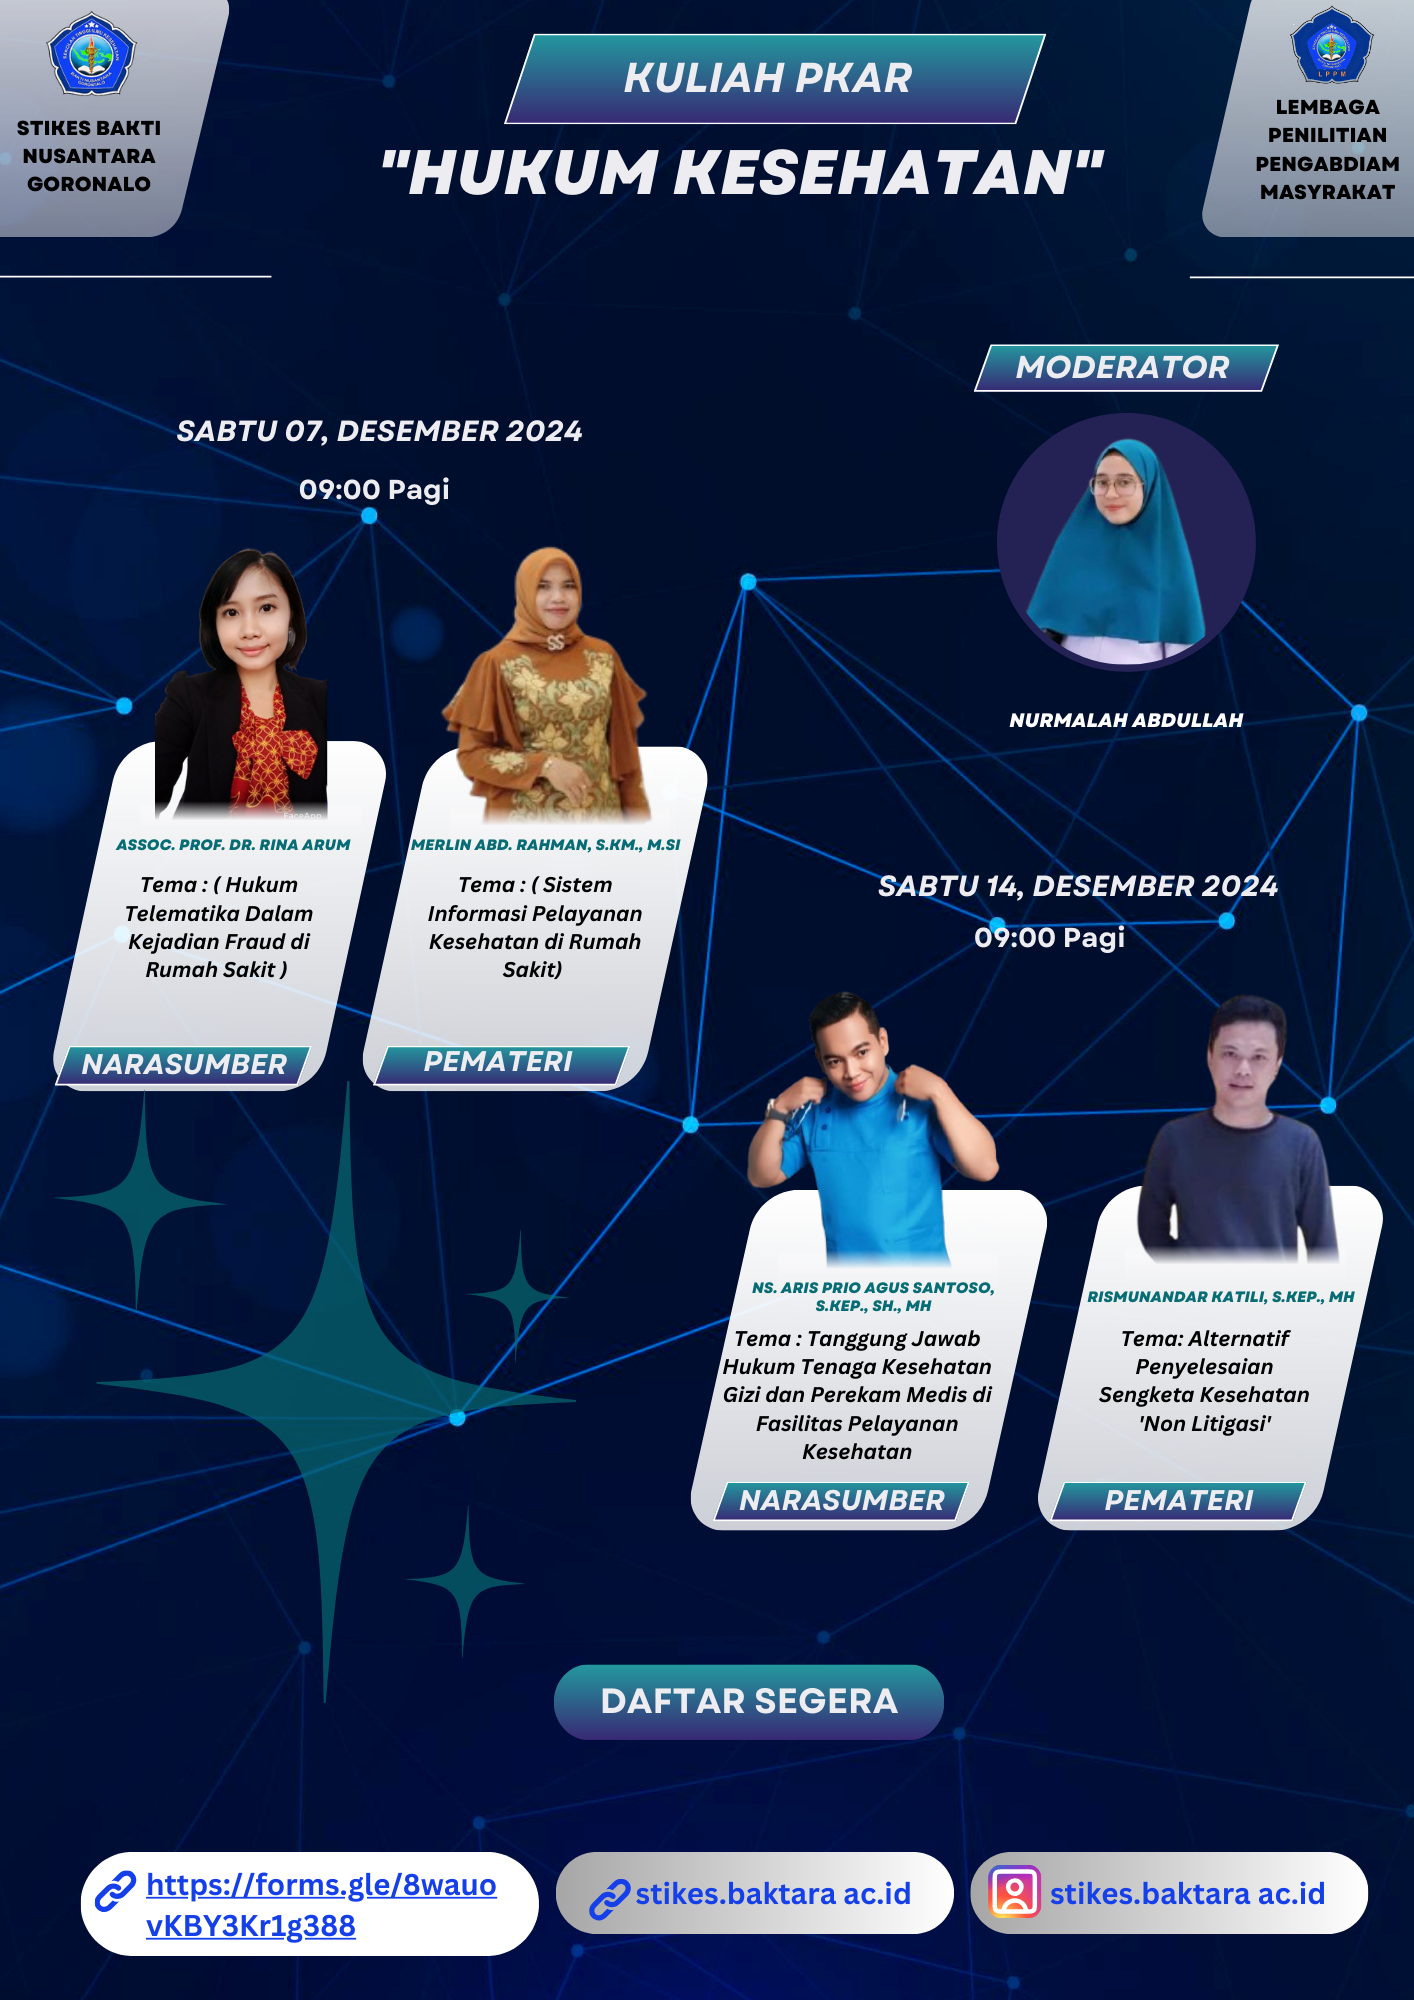 STIKES BAKTI
NUSANTARA
GORONALO
KULIAH PKAR
"HUKUM KESEHATAN"
LPPM
LEMBAGA
PENILITIAN
PENGABDIAM
MASYRAKAT
MODERATOR
NURMALAH ABDULLAH
SABTU 07, DESEMBER 2024
09:00 Pagi
FaceApp
ASSOC. PROF. DR. RINA ARUM
Tema : ( Hukum
Telematika Dalam
Kejadian Fraud di
Rumah Sakit )
NARASUMBER
MERLIN ABD. RAHMAN, S.KM., M.SI
Tema : ( Sistem
Informasi Pelayanan
Kesehatan di Rumah
Sakit)
PEMATERI
SABTU 14, DESEMBER 2024
09:00 Pagi
NS. ARIS PRIO AGUS SANTOSO,
S.KEP., SH., MH
Tema : Tanggung Jawab
Hukum Tenaga Kesehatan
Gizi dan Perekam Medis di
Fasilitas Pelayanan
Kesehatan
NARASUMBER
RISMUNANDAR KATILI, S.KEP., MH
Tema: Alternatif
Penyelesaian
Sengketa Kesehatan
'Non Litigasi'
PEMATERI
DAFTAR SEGERA
https://forms.gle/8wauo
vKBY3Kr1g388
stikes.baktara ac.id
stikes.baktara ac.id